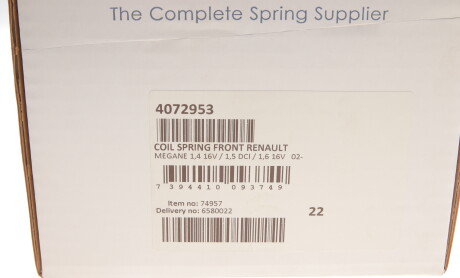 The Complete Spring Supplier
4072953
COIL SPRING FRONT RENAULT
MEGANE 1,4 16V / 1,5 DCI / 1,6 16V 02-
7 394410 093749
Item no: 74957
Delivery no: 6580022
22